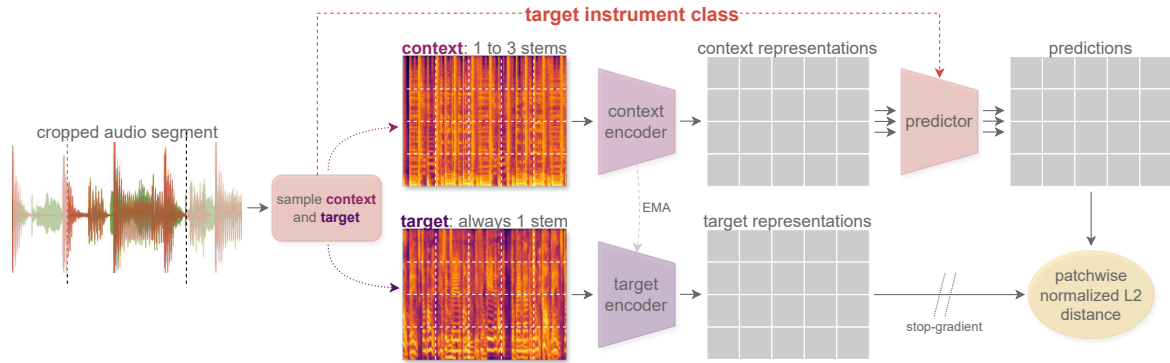 target instrument class
context: 1 to 3 stems
context representations
predictions
cropped audio segment
context
encoder
predictor
sample context
and target
EMA
target: always 1 stem
target representations
target
encoder
stop-gradient
patchwise
normalized L2
distance